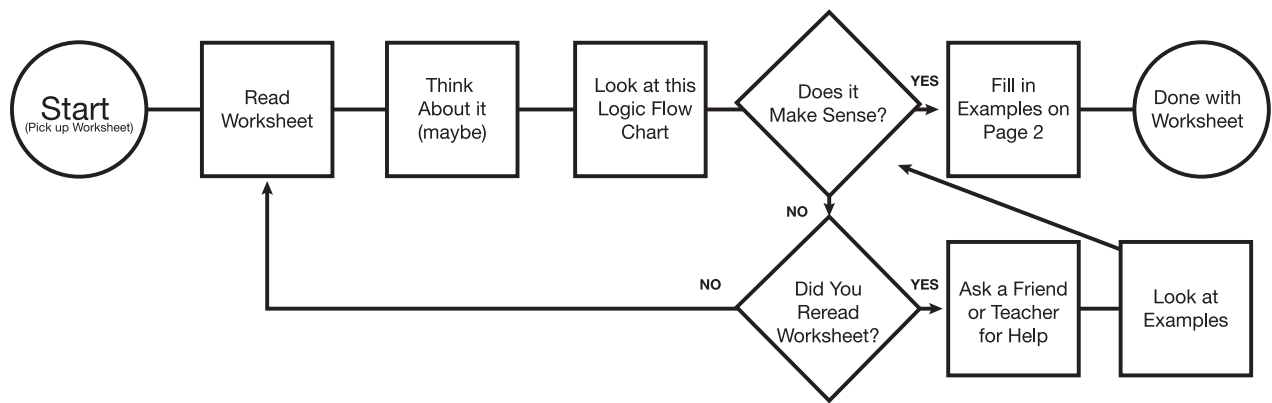 Start
(Pick up Worksheet)
Read
Worksheet
Think
About it
(maybe)
Look at this
Logic Flow
Chart
Does it
Make Sense?
YES
Fill in
Examples on
Page 2
Done with
Worksheet
NO
Did You
Reread
Worksheet?
NO
YES
Ask a Friend
or Teacher
for Help
Look at
Examples